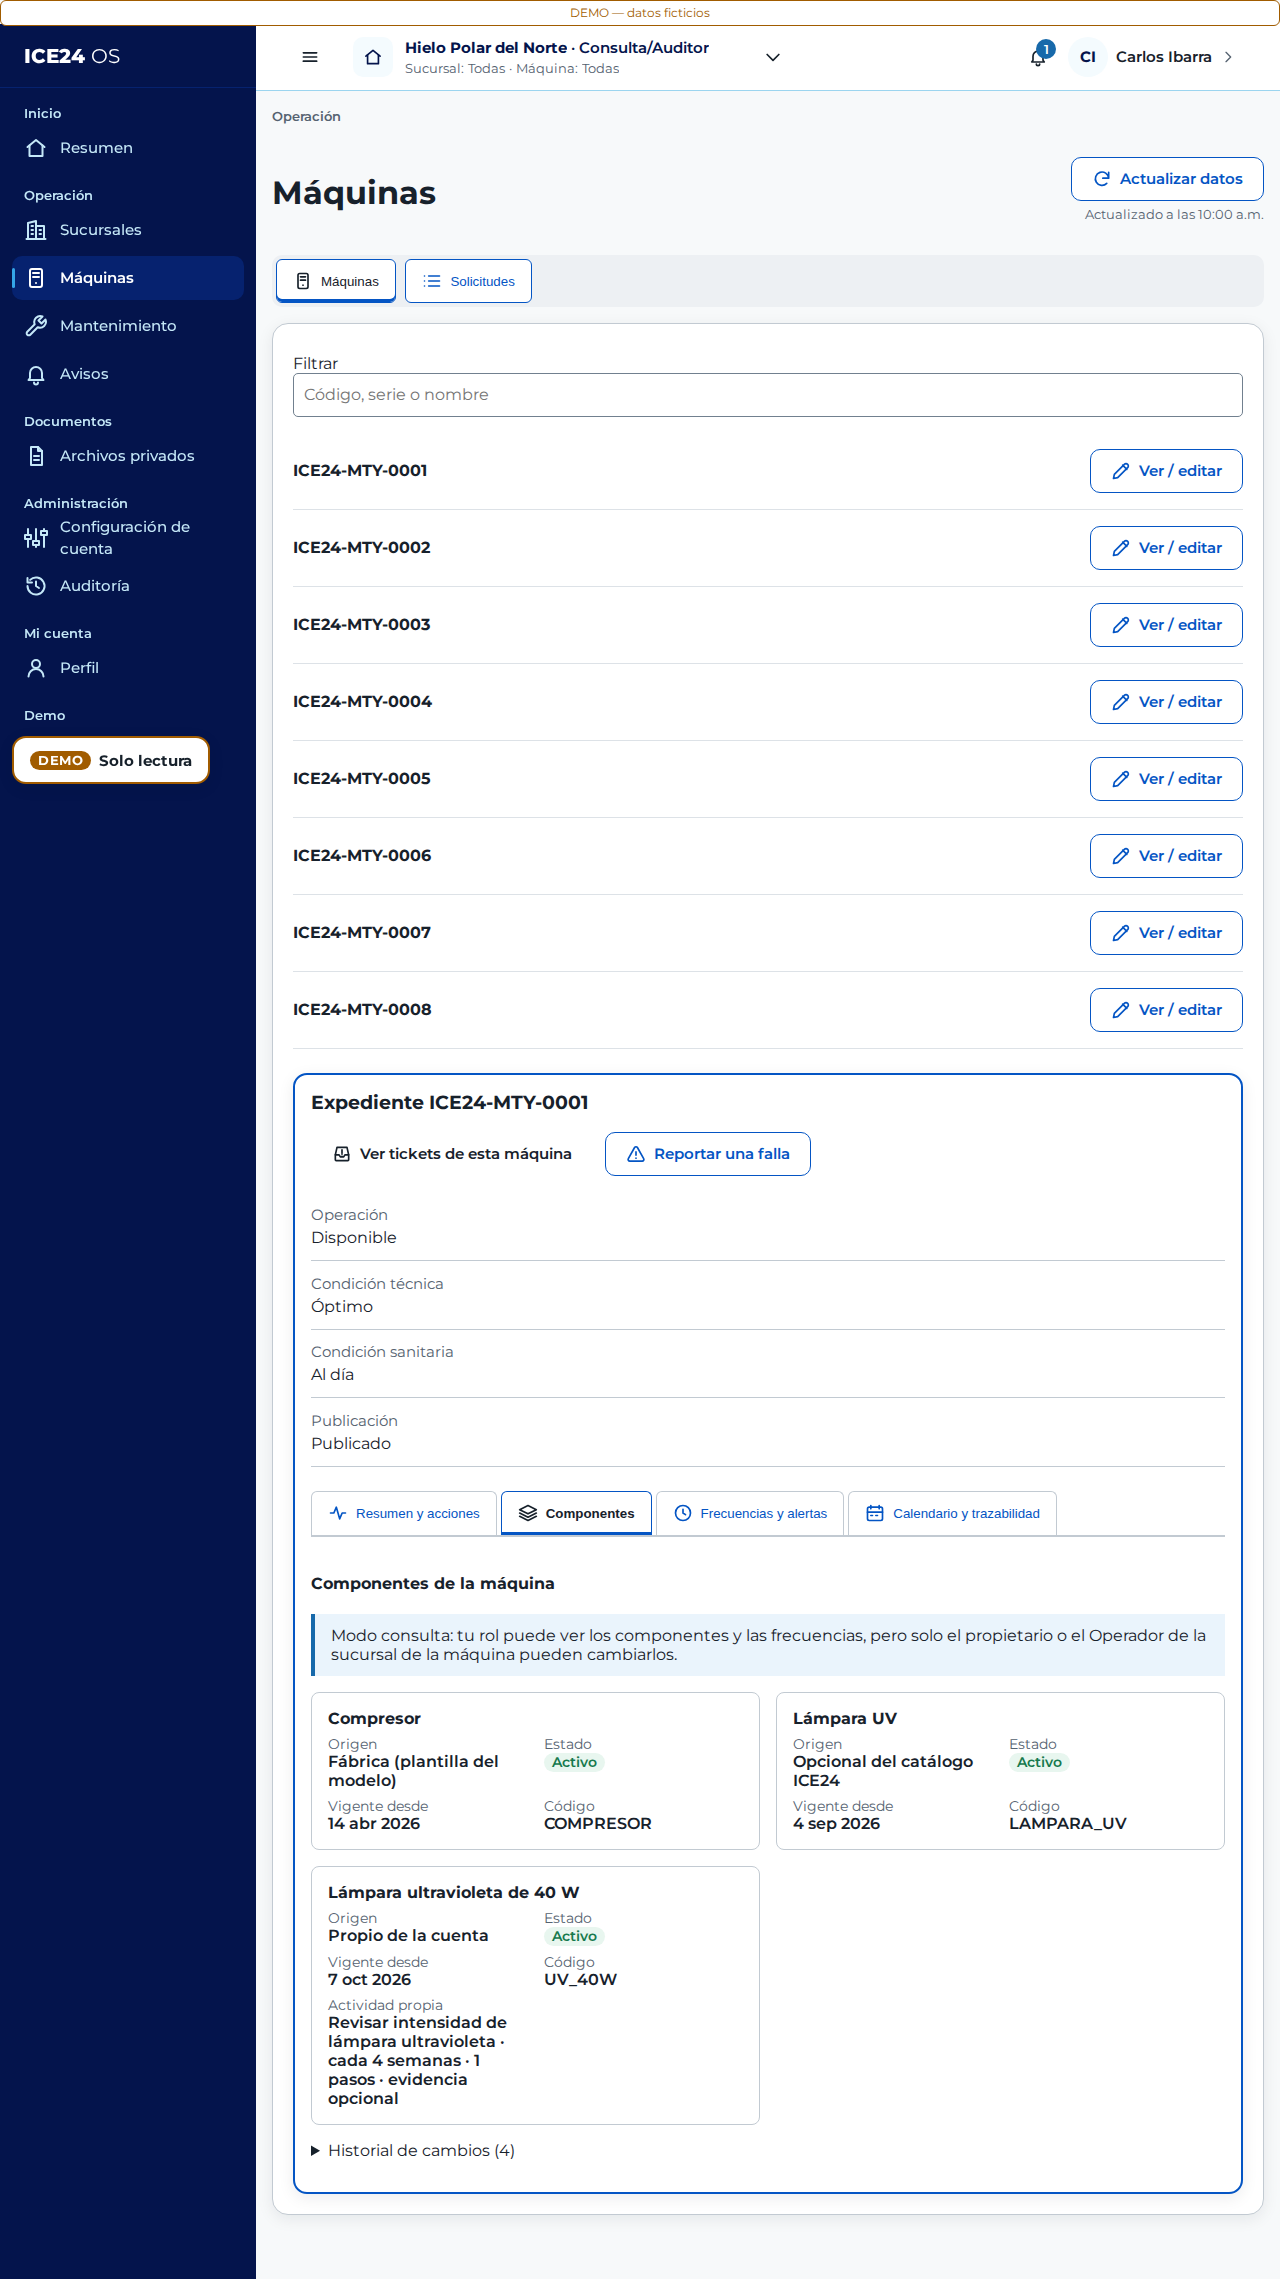 DEMO — datos ficticios
ICE24 OS
Inicio
Resumen
Operación
Sucursales
Máquinas
Mantenimiento
Avisos
Documentos
Archivos privados
Administración
Configuración de
cuenta
Auditoría
Mi cuenta
Perfil
Demo
DEMO Solo lectura
Hielo Polar del Norte · Consulta/Auditor
Sucursal: Todas · Máquina: Todas
1
CI
Carlos Ibarra
Operación
Máquinas
Actualizar datos
Actualizado a las 10:00 a.m.
Máquinas
Solicitudes
Filtrar
Código, serie o nombre
ICE24-MTY-0001
Ver / editar
ICE24-MTY-0002
Ver / editar
ICE24-MTY-0003
Ver / editar
ICE24-MTY-0004
Ver / editar
ICE24-MTY-0005
Ver / editar
ICE24-MTY-0006
Ver / editar
ICE24-MTY-0007
Ver / editar
ICE24-MTY-0008
Ver / editar
Expediente ICE24-MTY-0001
Ver tickets de esta máquina
Reportar una falla
Operación
Disponible
Condición técnica
Óptimo
Condición sanitaria
Al día
Publicación
Publicado
Resumen y acciones
Componentes
Frecuencias y alertas
Calendario y trazabilidad
Componentes de la máquina
Modo consulta: tu rol puede ver los componentes y las frecuencias, pero solo el propietario o el Operador de la
sucursal de la máquina pueden cambiarlos.
Compresor
Origen
Fábrica (plantilla del
modelo)
Estado
Activo
Vigente desde
14 abr 2026
Código
COMPRESOR
Lámpara UV
Origen
Opcional del catálogo
ICE24
Estado
Activo
Vigente desde
4 sep 2026
Código
LAMPARA_UV
Lámpara ultravioleta de 40 W
Origen
Propio de la cuenta
Estado
Activo
Vigente desde
7 oct 2026
Código
UV_40W
Actividad propia
Revisar intensidad de
lámpara ultravioleta ·
cada 4 semanas · 1
pasos · evidencia
opcional
Historial de cambios (4)